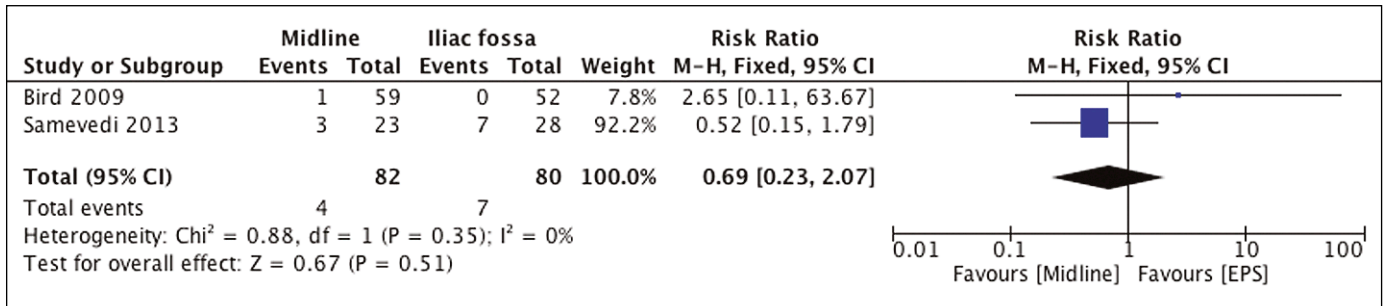 Midline Iliac fossa Risk Ratio Risk Ratio
Study or Subgroup Events Total Events Total Weight M-H, Fixed, 95% CI M-H, Fixed, 95% CI
Bird 2009 1 59 0 52 7.8% 2.65 [0.11, 63.67]
Samevedi 2013 3 23 7 28 92.2% 0.52 [0.15, 1.79]
Total (95% CI) 82 80 100.0% 0.69 [0.23, 2.07]
Total events 4 7
Heterogeneity: Chi² = 0.88, df = 1 (P = 0.35); I² = 0%
Test for overall effect: Z = 0.67 (P = 0.51)
0.01 0.1 1 10 100
Favours [Midline] Favours [EPS]